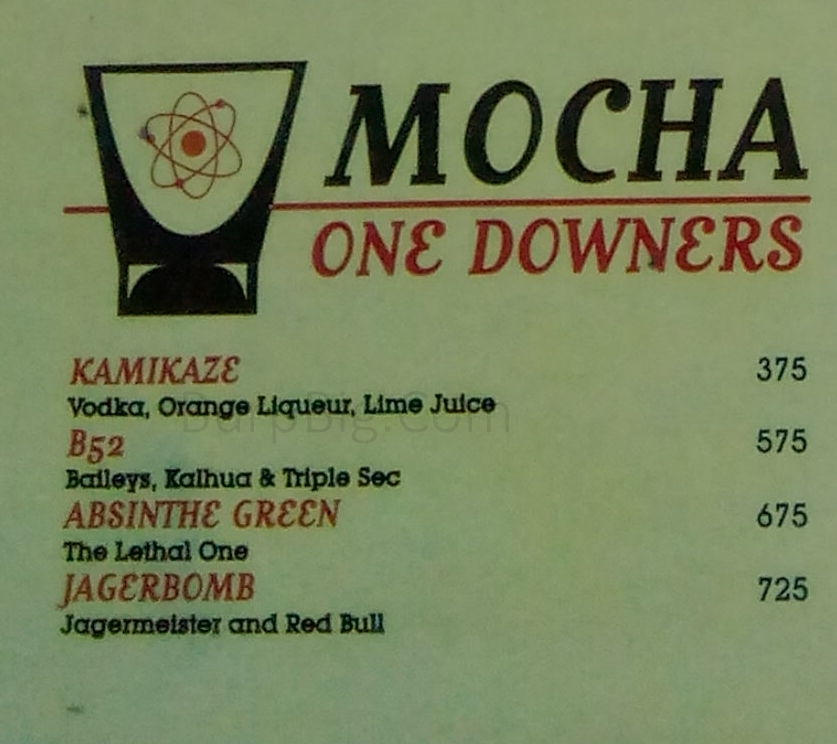 MOCHA
ONE DOWNERS
KAMIKAZE 375
Vodka, Orange Liqueur, Lime Juice
BurpBig.Com
B52 575
Baileys, Kalhua & Triple Sec
ABSINTHE GREEN 675
The Lethal One
JAGERBOMB 725
Jagermeister and Red Bull